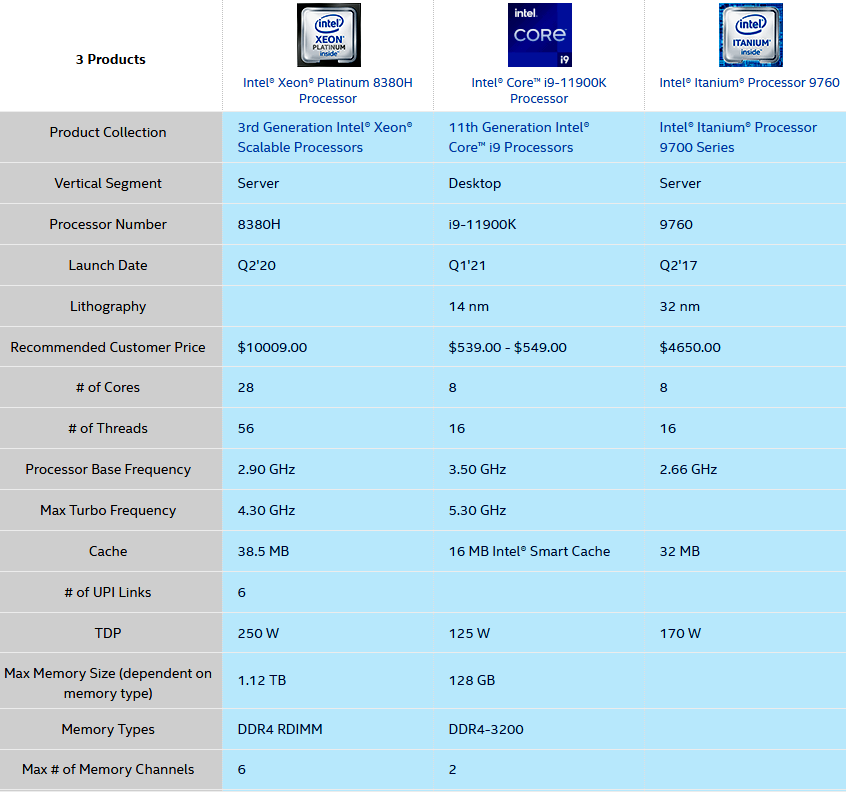 3 Products
intel XEON PLATINUM inside™
intel. CORE™ i9
intel ITANIUM® inside™
Intel® Xeon® Platinum 8380H
Processor
Intel® Core™ i9-11900K
Processor
Intel® Itanium® Processor 9760
Product Collection
3rd Generation Intel® Xeon®
Scalable Processors
11th Generation Intel®
Core™ i9 Processors
Intel® Itanium® Processor
9700 Series
Vertical Segment Server Desktop Server
Processor Number 8380H i9-11900K 9760
Launch Date Q2'20 Q1'21 Q2'17
Lithography 14 nm 32 nm
Recommended Customer Price $10009.00 $539.00 - $549.00 $4650.00
# of Cores 28 8 8
# of Threads 56 16 16
Processor Base Frequency 2.90 GHz 3.50 GHz 2.66 GHz
Max Turbo Frequency 4.30 GHz 5.30 GHz
Cache 38.5 MB 16 MB Intel® Smart Cache 32 MB
# of UPI Links 6
TDP 250 W 125 W 170 W
Max Memory Size (dependent on
memory type)
1.12 TB 128 GB
Memory Types DDR4 RDIMM DDR4-3200
Max # of Memory Channels 6 2